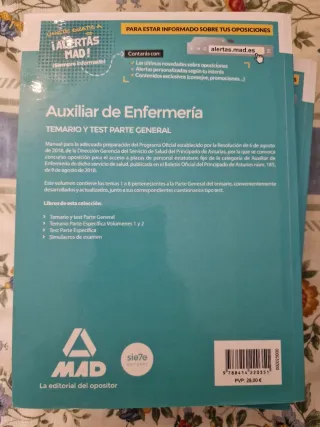 ¡ALERTAS
MAD!
¡Siempre informado!
PARA ESTAR INFORMADO SOBRE TUS OPOSICIONES
Contarás con:
alertas.mad.es
• Las últimas novedades sobre oposiciones
• Alertas personalizadas según tu interés
• Contenidos exclusivos (consejos, promociones...)
Auxiliar de Enfermería
TEMARIO Y TEST PARTE GENERAL
Manual para la adecuada preparación del Programa Oficial establecido por la Resolución de 6 de agosto
de 2018, de la Dirección Gerencia del Servicio de Salud del Principado de Asturias, por la que se convoca
concurso-oposición para el acceso a plazas de personal estatutario fijo de la categoría de Auxiliar de
Enfermería de dicho servicio de salud, publicada en el Boletín Oficial del Principado de Asturias núm. 185,
de 9 de agosto de 2018.
Este volumen contiene los temas 1 a 8 pertenecientes a la Parte General del temario, convenientemente
desarrollados y actualizados, junto a sus correspondientes cuestionarios tipo test.
Libros de esta colección:
• Temario y test Parte General
• Temario Parte Específica Volúmenes 1 y 2
• Test Parte Específica
• Simulacros de examen
MAD
La editorial del opositor
sie7e
PVP: 28,00 €